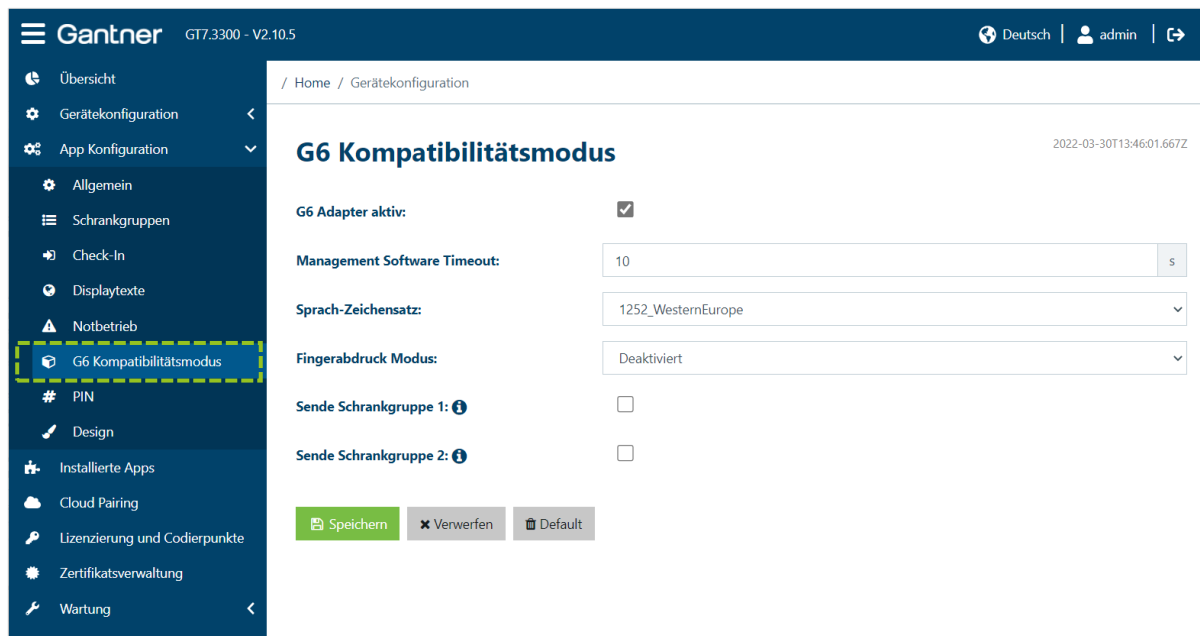 Gantner GT7.3300 - V2.10.5 Deutsch admin
Übersicht
Gerätekonfiguration
App Konfiguration
Allgemein
Schrankgruppen
Check-In
Displaytexte
Notbetrieb
G6 Kompatibilitätsmodus
PIN
Design
Installierte Apps
Cloud Pairing
Lizenzierung und Codierpunkte
Zertifikatsverwaltung
Wartung
/ Home / Gerätekonfiguration
G6 Kompatibilitätsmodus
2022-03-30T13:46:01.667Z
G6 Adapter aktiv:
Management Software Timeout: 10 s
Sprach-Zeichensatz: 1252_WesternEurope
Fingerabdruck Modus: Deaktiviert
Sende Schrankgruppe 1:
Sende Schrankgruppe 2:
Speichern Verwerfen Default